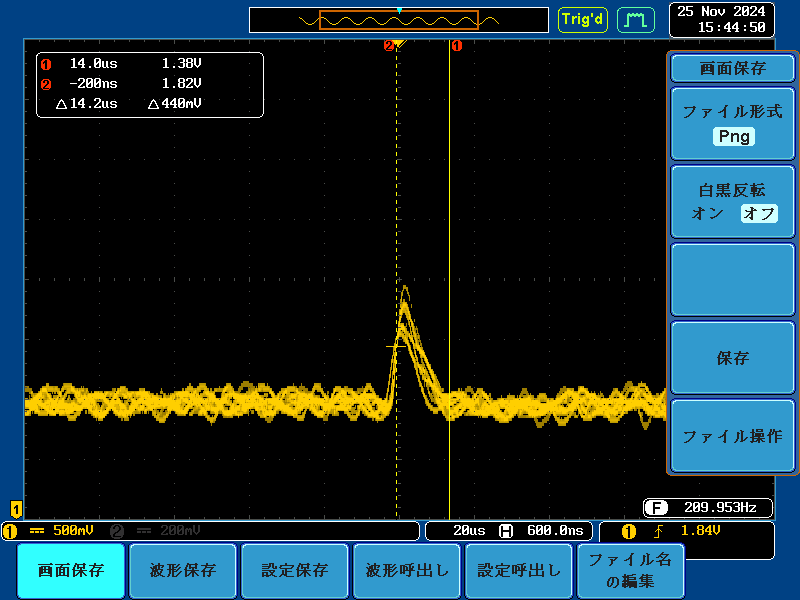 Trig'd
25 Nov 2024
15:44:50
1 14.0us 1.38V
2 -200ns 1.82V
△14.2us △440mV
2
1
画面保存
ファイル形式
Png
白黒反転
オン オフ
保存
ファイル操作
1
F 209.953Hz
1 500mV 2 200mV
20us H 600.0ns
1 1.84V
画面保存
波形保存
設定保存
波形呼出し
設定呼出し
ファイル名
の編集